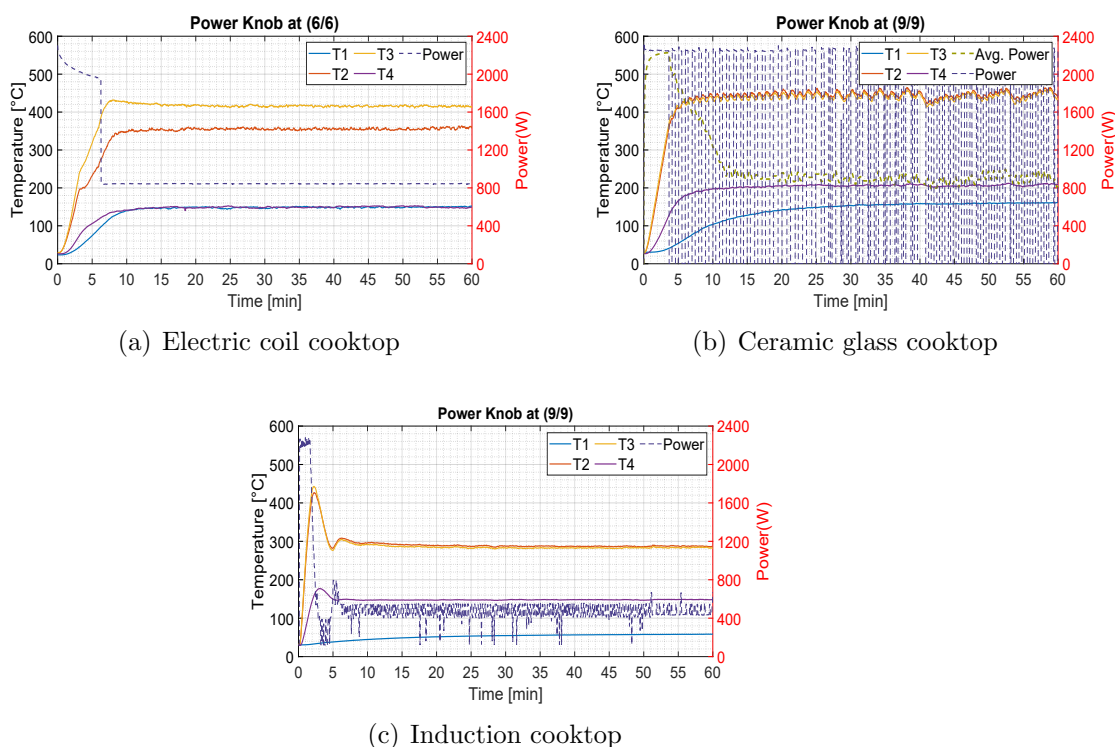 Power Knob at (6/6)
600
500
400
300
200
100
0
Temperature [°C]
2400
2000
1600
1200
800
400
0
Power(W)
T1 T3 Power
T2 T4
0 5 10 15 20 25 30 35 40 45 50 55 60
Time [min]
(a) Electric coil cooktop
Power Knob at (9/9)
600
500
400
300
200
100
0
Temperature [°C]
2400
2000
1600
1200
800
400
0
Power(W)
T1 T3 Avg. Power
T2 T4 Power
0 5 10 15 20 25 30 35 40 45 50 55 60
Time [min]
(b) Ceramic glass cooktop
Power Knob at (9/9)
600
500
400
300
200
100
0
Temperature [°C]
2400
2000
1600
1200
800
400
0
Power(W)
T1 T3 Power
T2 T4
0 5 10 15 20 25 30 35 40 45 50 55 60
Time [min]
(c) Induction cooktop